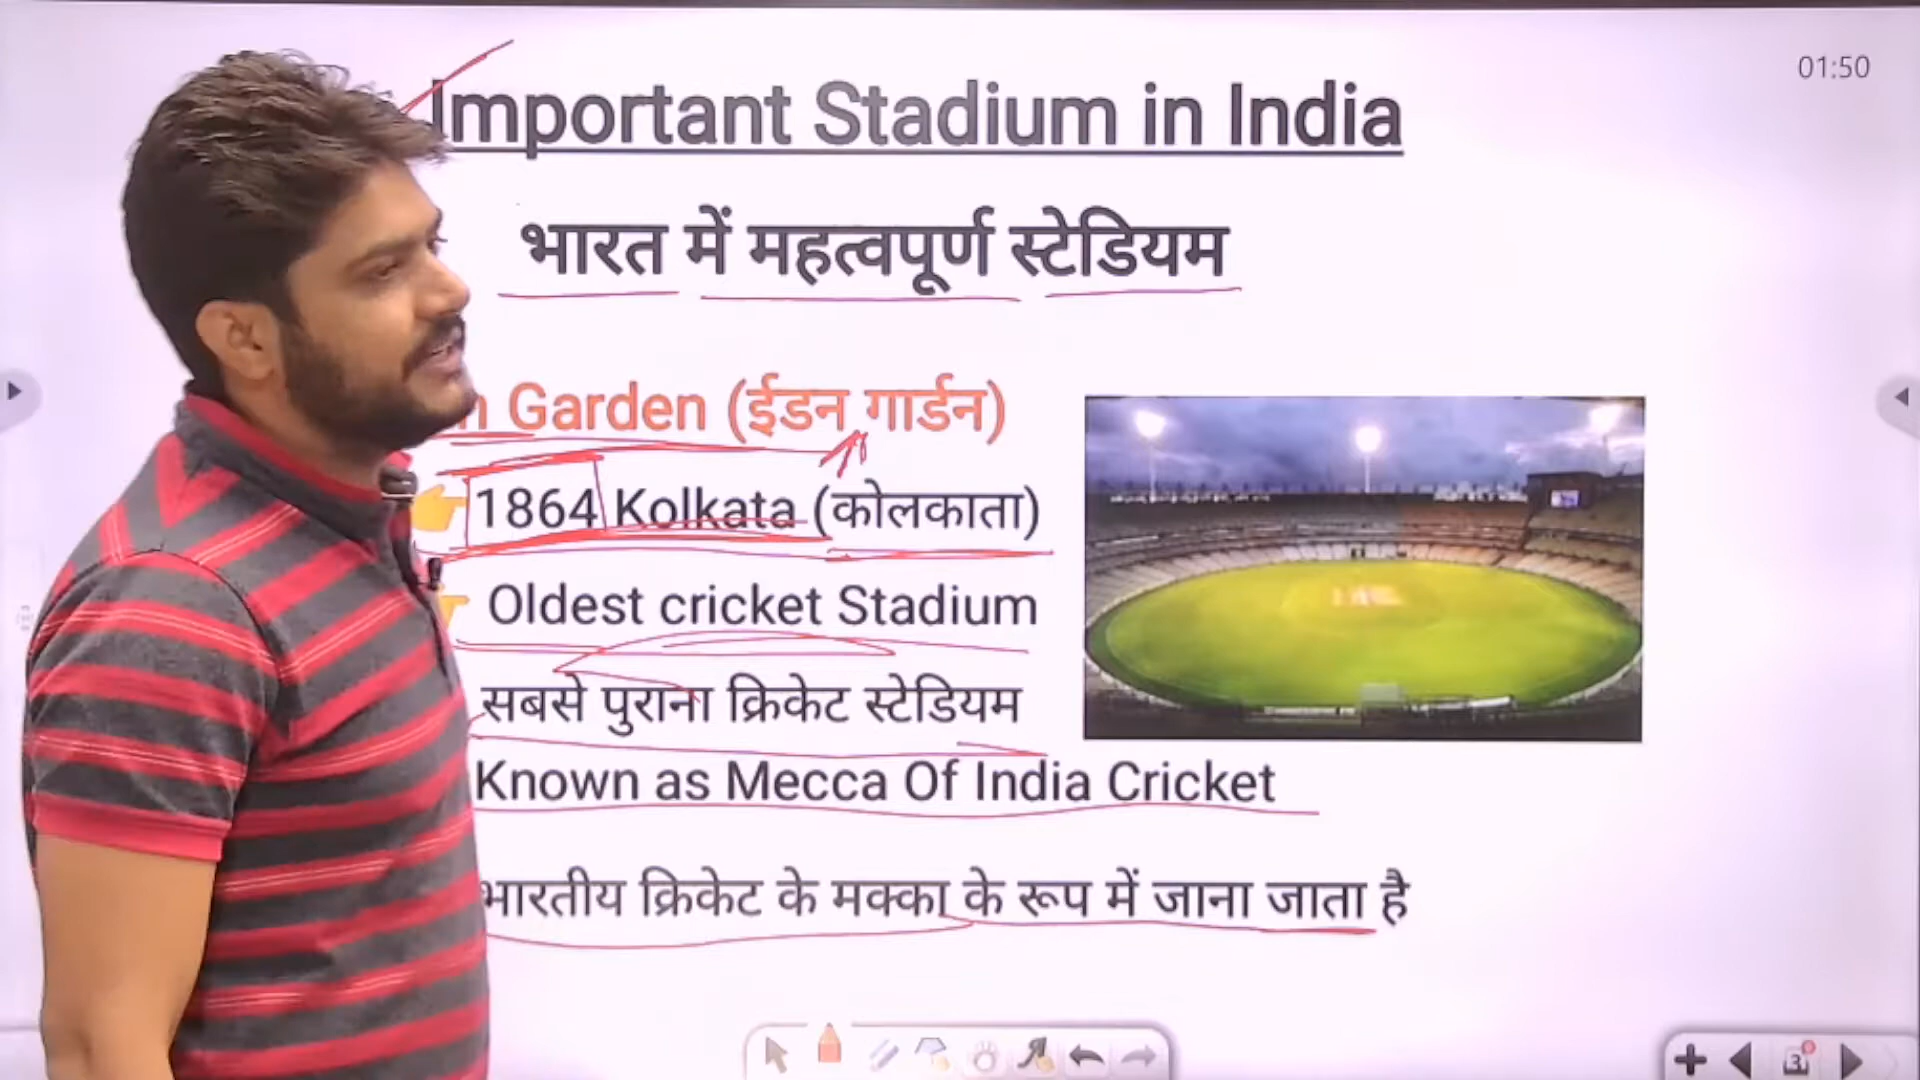 01:50
Important Stadium in India
भारत में महत्वपूर्ण स्टेडियम
Garden (ईडन गार्डन)
1864 Kolkata (कोलकाता)
Oldest cricket Stadium
सबसे पुराना क्रिकेट स्टेडियम
Known as Mecca Of India Cricket
भारतीय क्रिकेट के मक्का के रूप में जाना जाता है
3